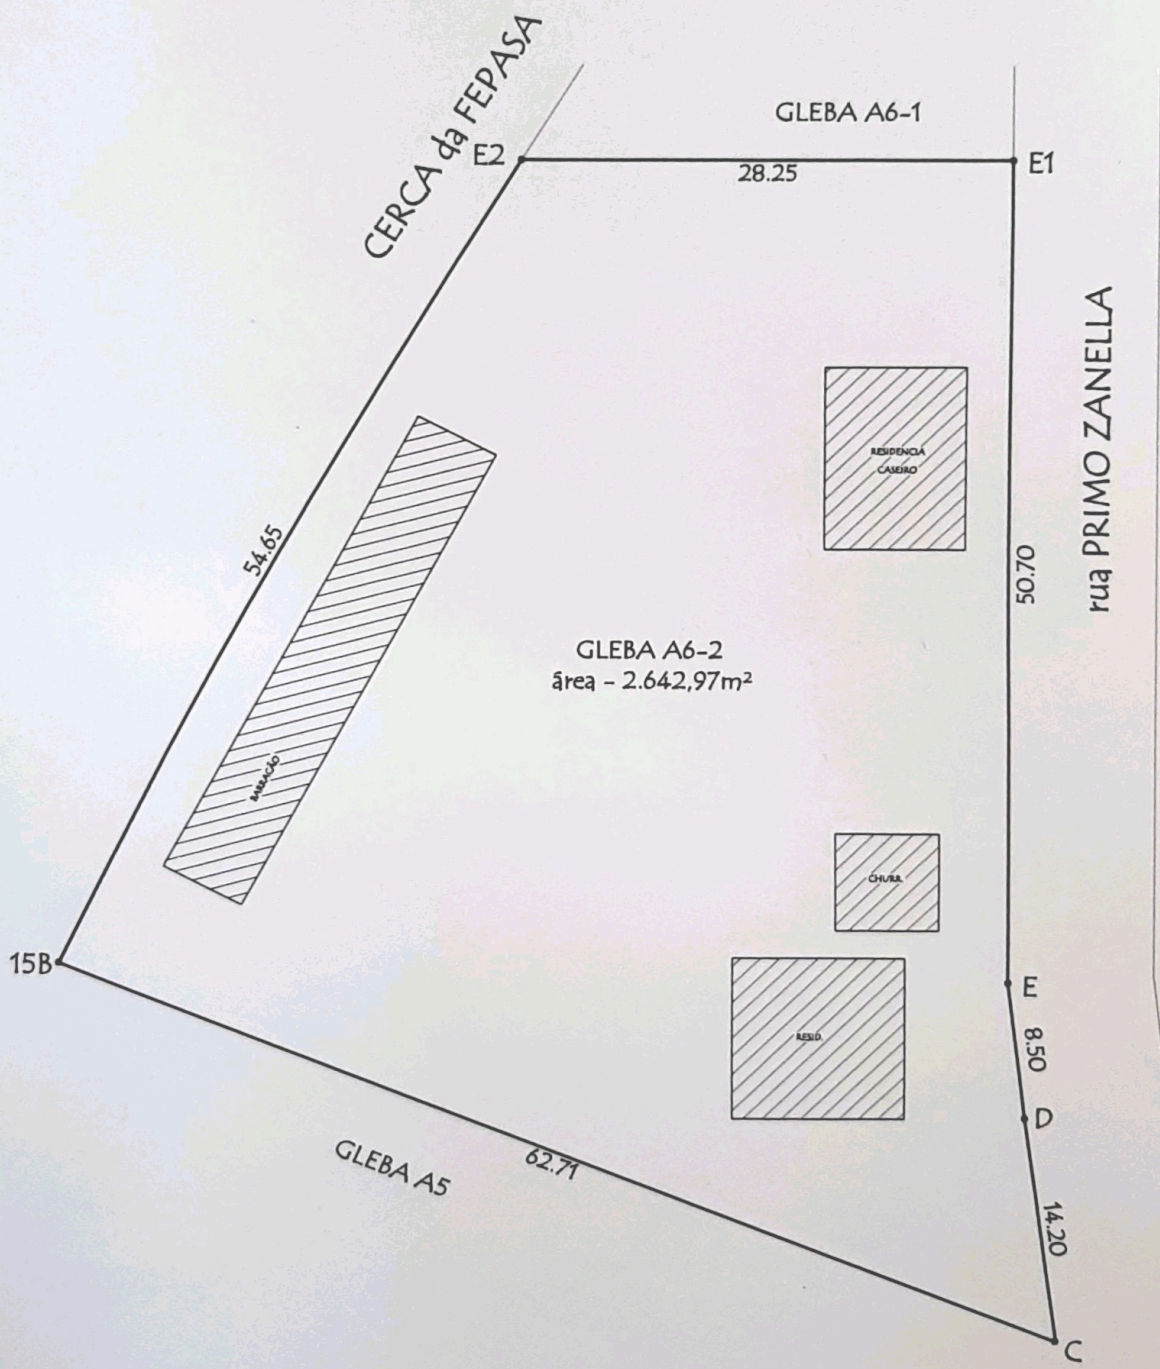 CERCA da FEPASA
GLEBA A6-1
E2
E1
28.25
rua PRIMO ZANELLA
RESIDENCIA
CASEIRO
54.65
50.70
GLEBA A6-2
área - 2.642,97m²
BARRACÃO
CHURR.
15B
E
RESID.
8.50
D
GLEBA A5
62.71
14.20
C